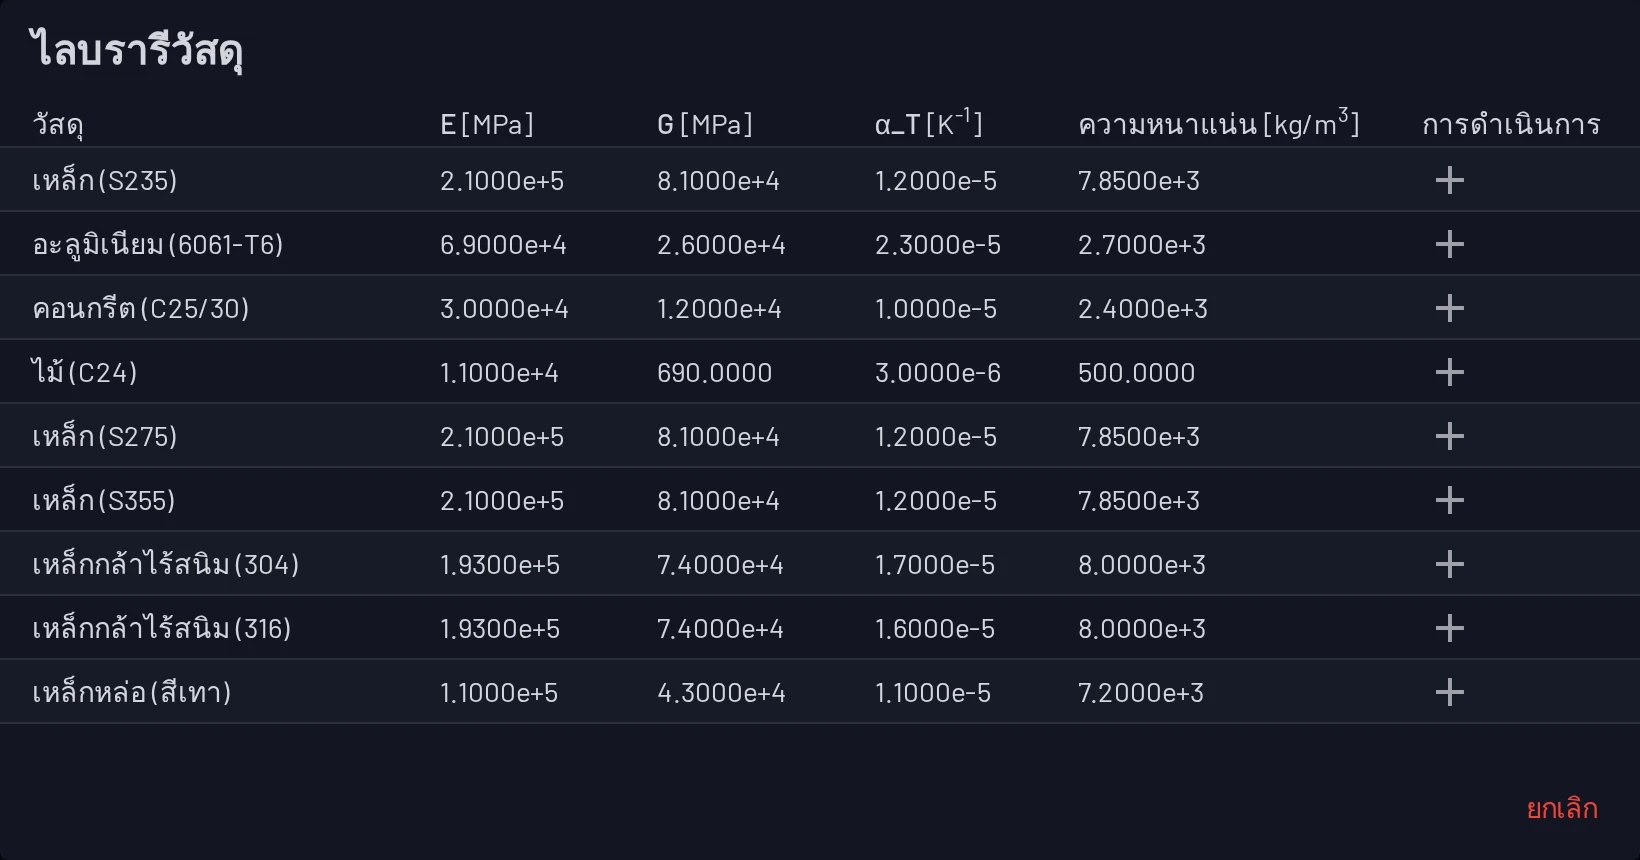 ไลบรารีวัสดุ
วัสดุ E [MPa] G [MPa] α_T [K⁻¹] ความหนาแน่น [kg/m³] การดำเนินการ
เหล็ก (S235) 2.1000e+5 8.1000e+4 1.2000e-5 7.8500e+3
อะลูมิเนียม (6061-T6) 6.9000e+4 2.6000e+4 2.3000e-5 2.7000e+3
คอนกรีต (C25/30) 3.0000e+4 1.2000e+4 1.0000e-5 2.4000e+3
ไม้ (C24) 1.1000e+4 690.0000 3.0000e-6 500.0000
เหล็ก (S275) 2.1000e+5 8.1000e+4 1.2000e-5 7.8500e+3
เหล็ก (S355) 2.1000e+5 8.1000e+4 1.2000e-5 7.8500e+3
เหล็กกล้าไร้สนิม (304) 1.9300e+5 7.4000e+4 1.7000e-5 8.0000e+3
เหล็กกล้าไร้สนิม (316) 1.9300e+5 7.4000e+4 1.6000e-5 8.0000e+3
เหล็กหล่อ (สีเทา) 1.1000e+5 4.3000e+4 1.1000e-5 7.2000e+3
ยกเลิก